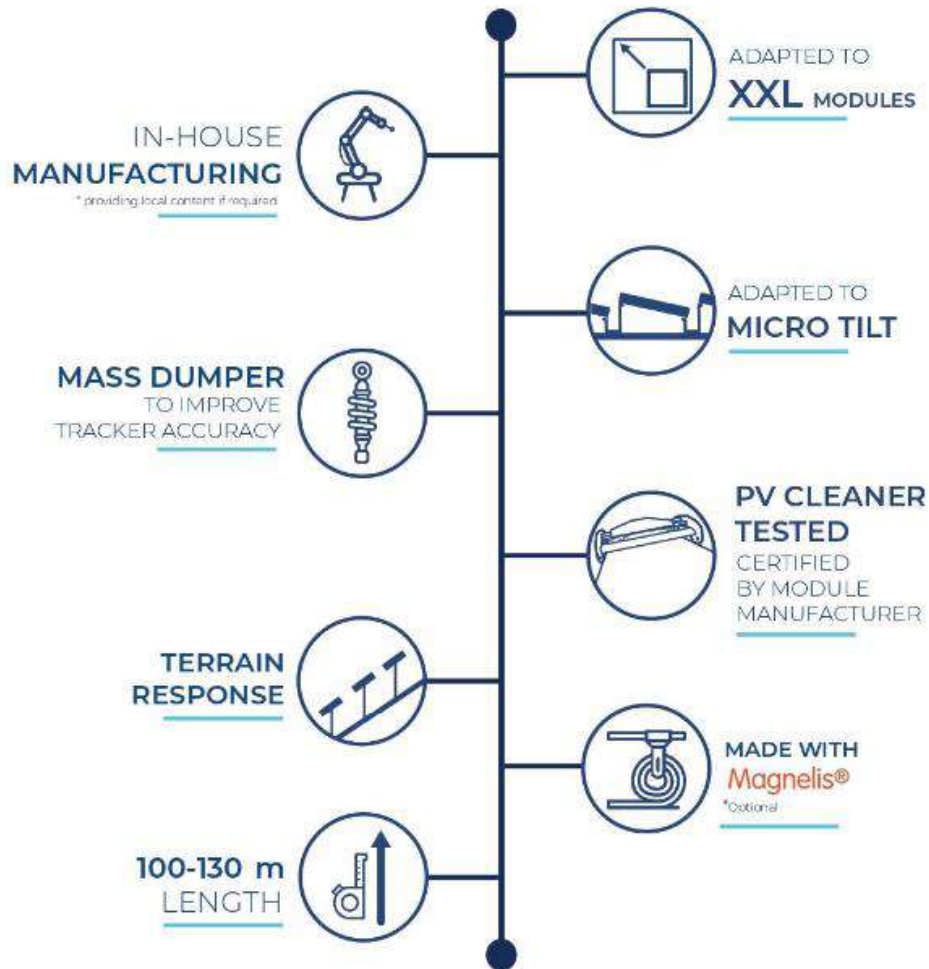 ADAPTED TO
XXL MODULES
IN-HOUSE
MANUFACTURING
* providing local content if required
ADAPTED TO
MICRO TILT
MASS DUMPER
TO IMPROVE
TRACKER ACCURACY
PV CLEANER
TESTED
CERTIFIED
BY MODULE
MANUFACTURER
TERRAIN
RESPONSE
MADE WITH
Magnelis®
*Optional
100-130 m
LENGTH